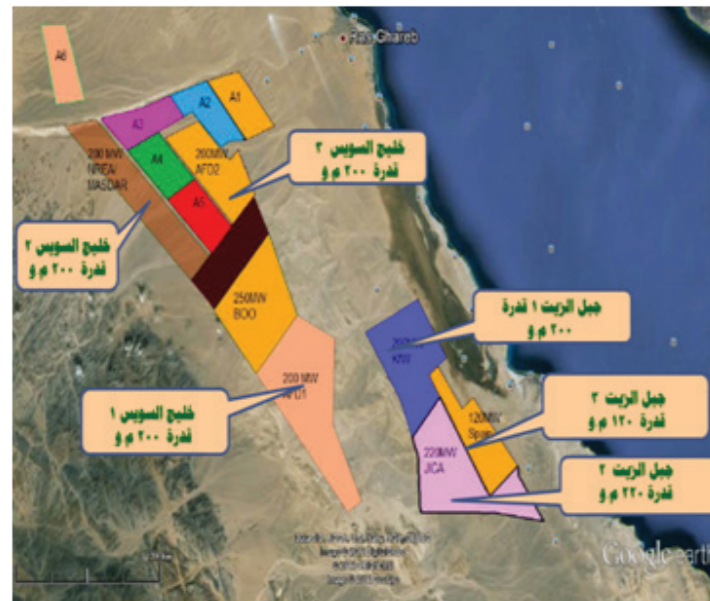 Ras Ghareb
A6
A1
A2
A3
A4
A5
200 MW
NREA/
MASDAR
200MW
AFD2
خليج السويس ٣
قدرة ٢٠٠ م و
خليج السويس ٢
قدرة ٢٠٠ م و
250MW
BOO
جبل الزيت ١ قدرة
٢٠٠ م و
200 MW
خليج السويس ١
قدرة ٢٠٠ م و
جبل الزيت ٣
قدرة ١٢٠ م و
120MW
220MW
JICA
جبل الزيت ٢
قدرة ٢٢٠ م و
Google earth